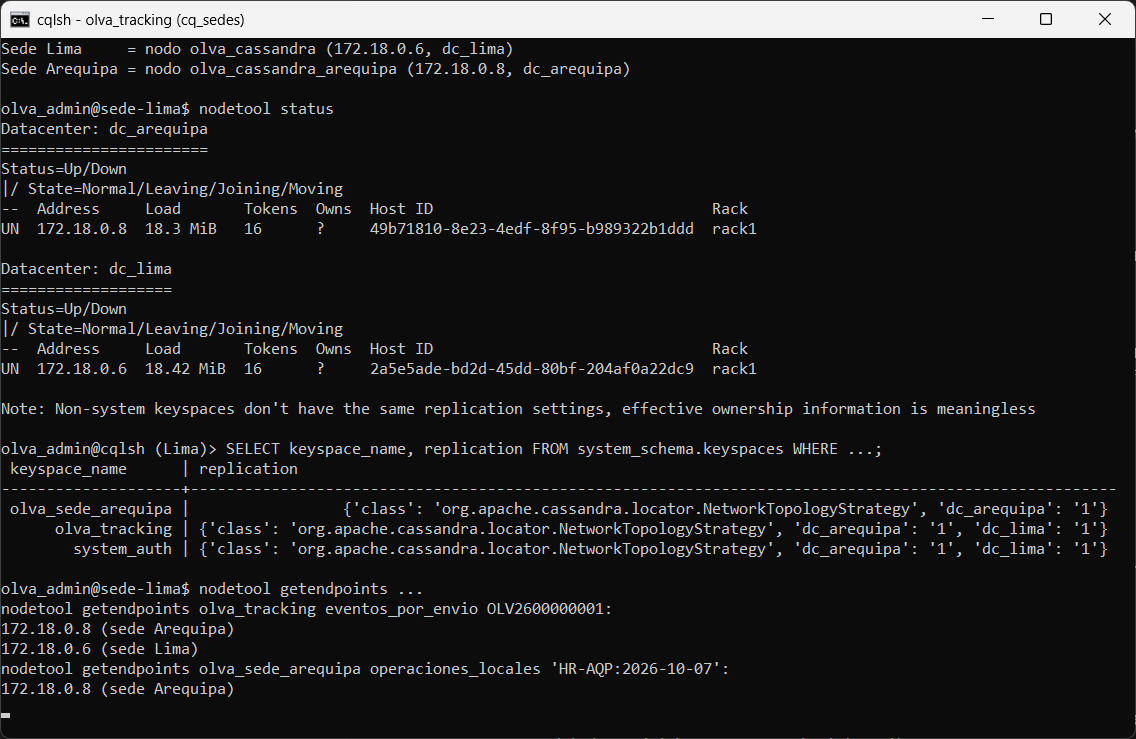 cqlsh - olva_tracking (cq_sedes)
Sede Lima     = nodo olva_cassandra (172.18.0.6, dc_lima)
Sede Arequipa = nodo olva_cassandra_arequipa (172.18.0.8, dc_arequipa)
olva_admin@sede-lima$ nodetool status
Datacenter: dc_arequipa
=======================
Status=Up/Down
|/ State=Normal/Leaving/Joining/Moving
--  Address     Load       Tokens  Owns  Host ID                               Rack
UN  172.18.0.8  18.3 MiB   16      ?     49b71810-8e23-4edf-8f95-b989322b1ddd  rack1
Datacenter: dc_lima
===================
Status=Up/Down
|/ State=Normal/Leaving/Joining/Moving
--  Address     Load       Tokens  Owns  Host ID                               Rack
UN  172.18.0.6  18.42 MiB  16      ?     2a5e5ade-bd2d-45dd-80bf-204af0a22dc9  rack1
Note: Non-system keyspaces don't have the same replication settings, effective ownership information is meaningless
olva_admin@cqlsh (Lima)> SELECT keyspace_name, replication FROM system_schema.keyspaces WHERE ...;
 keyspace_name      | replication
--------------------+-------------------------------------------------------------------------------------------------------
 olva_sede_arequipa |                 {'class': 'org.apache.cassandra.locator.NetworkTopologyStrategy', 'dc_arequipa': '1'}
      olva_tracking | {'class': 'org.apache.cassandra.locator.NetworkTopologyStrategy', 'dc_arequipa': '1', 'dc_lima': '1'}
        system_auth | {'class': 'org.apache.cassandra.locator.NetworkTopologyStrategy', 'dc_arequipa': '1', 'dc_lima': '1'}
olva_admin@sede-lima$ nodetool getendpoints ...
nodetool getendpoints olva_tracking eventos_por_envio OLV2600000001:
172.18.0.8 (sede Arequipa)
172.18.0.6 (sede Lima)
nodetool getendpoints olva_sede_arequipa operaciones_locales 'HR-AQP:2026-10-07':
172.18.0.8 (sede Arequipa)